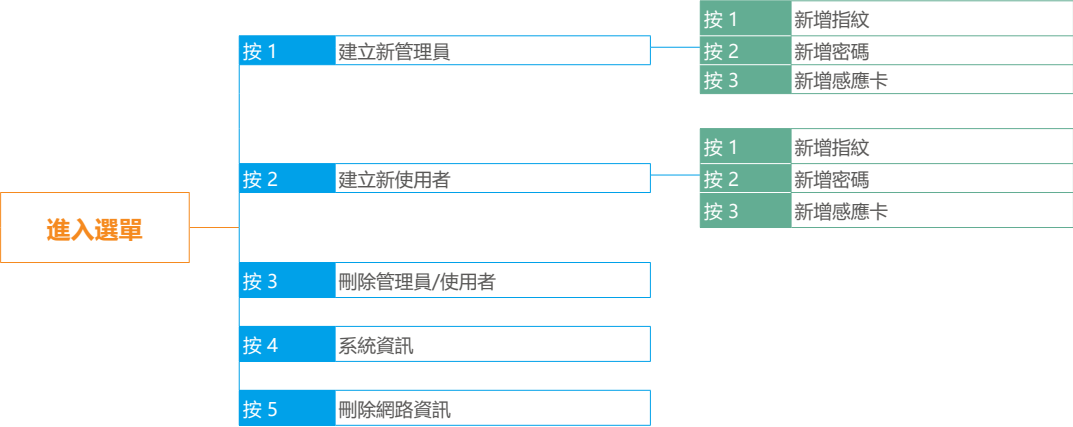 進入選單
按 1 建立新管理員
按 1 新增指紋
按 2 新增密碼
按 3 新增感應卡
按 2 建立新使用者
按 1 新增指紋
按 2 新增密碼
按 3 新增感應卡
按 3 刪除管理員/使用者
按 4 系統資訊
按 5 刪除網路資訊